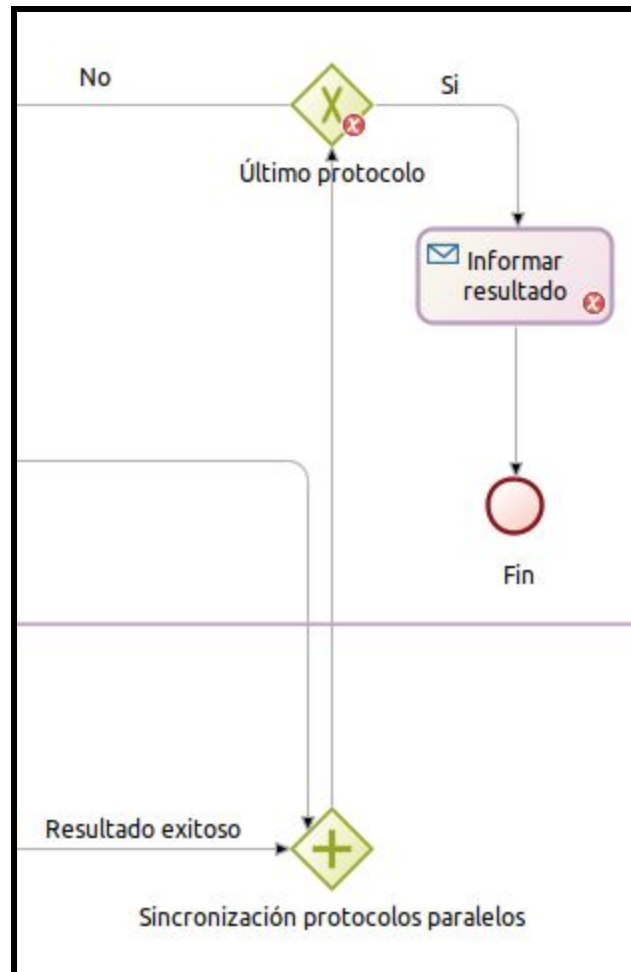 No
Si
Último protocolo
Informar
resultado
Fin
Resultado exitoso
Sincronización protocolos paralelos